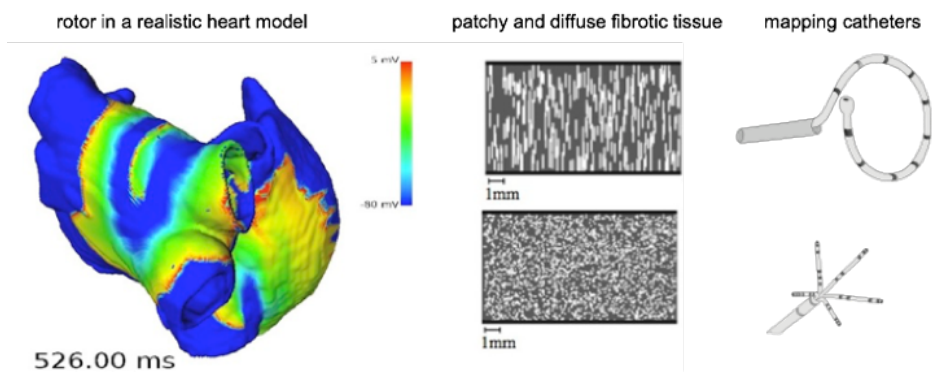 rotor in a realistic heart model
patchy and diffuse fibrotic tissue
mapping catheters
5 mV
-80 mV
1mm
1mm
526.00 ms